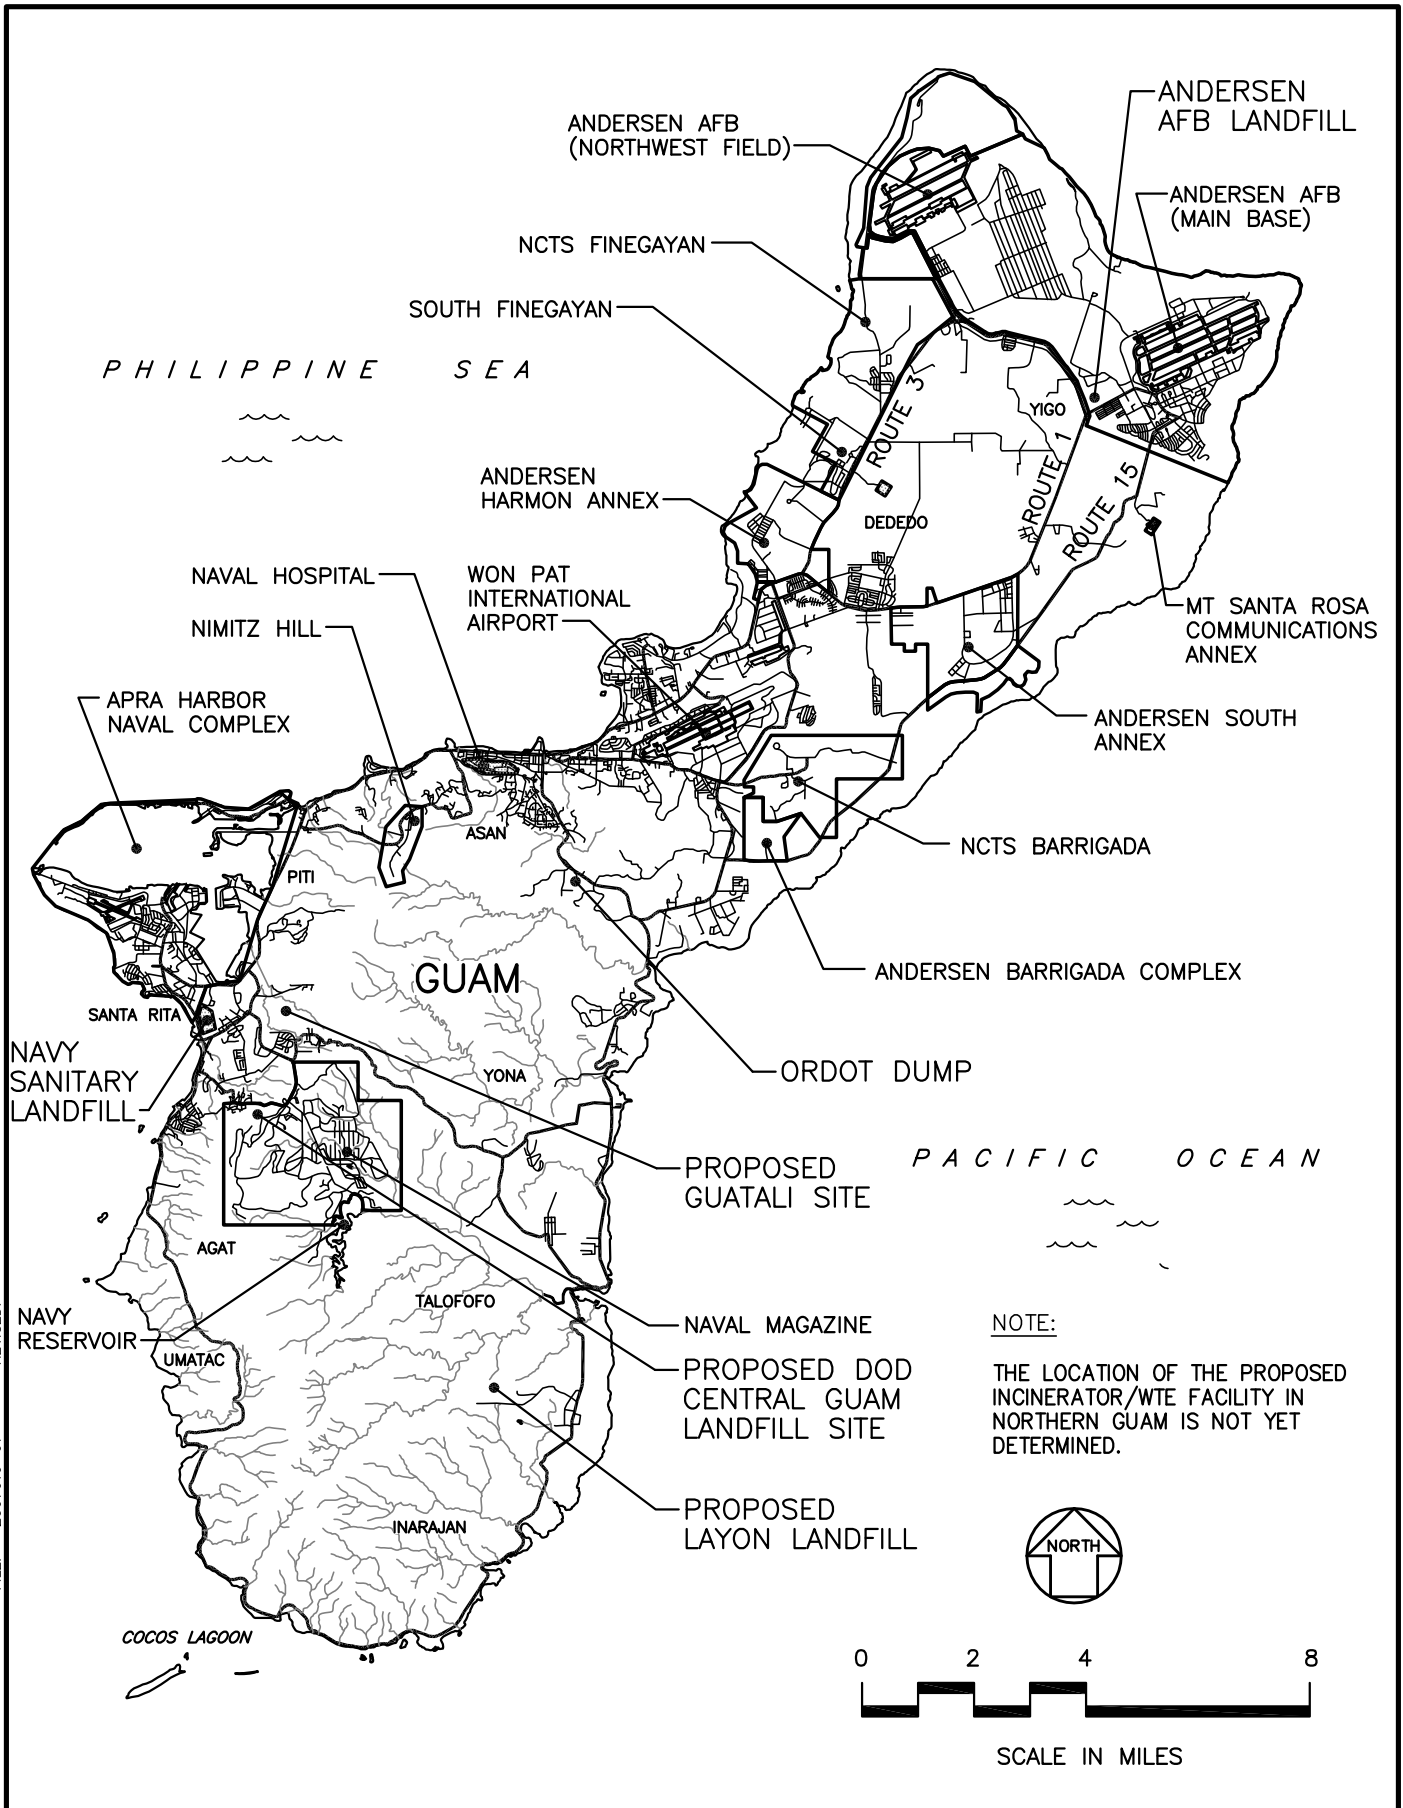 ANDERSEN
AFB LANDFILL
ANDERSEN AFB
(NORTHWEST FIELD)
ANDERSEN AFB
(MAIN BASE)
NCTS FINEGAYAN
SOUTH FINEGAYAN
PHILIPPINE SEA
ROUTE 3
YIGO
ROUTE 1
ROUTE 15
ANDERSEN
HARMON ANNEX
DEDEDO
NAVAL HOSPITAL
WON PAT
INTERNATIONAL
AIRPORT
NIMITZ HILL
MT SANTA ROSA
COMMUNICATIONS
ANNEX
APRA HARBOR
NAVAL COMPLEX
ANDERSEN SOUTH
ANNEX
ASAN
NCTS BARRIGADA
PITI
GUAM
ANDERSEN BARRIGADA COMPLEX
SANTA RITA
NAVY
SANITARY
LANDFILL
YONA
ORDOT DUMP
PROPOSED
GUATALI SITE
PACIFIC OCEAN
AGAT
TALOFOFO
NAVY
RESERVOIR
NAVAL MAGAZINE
UMATAC
PROPOSED DOD
CENTRAL GUAM
LANDFILL SITE
NOTE:
THE LOCATION OF THE PROPOSED
INCINERATOR/WTE FACILITY IN
NORTHERN GUAM IS NOT YET
DETERMINED.
PROPOSED
LAYON LANDFILL
INARAJAN
NORTH
COCOS LAGOON
0 2 4 8
SCALE IN MILES